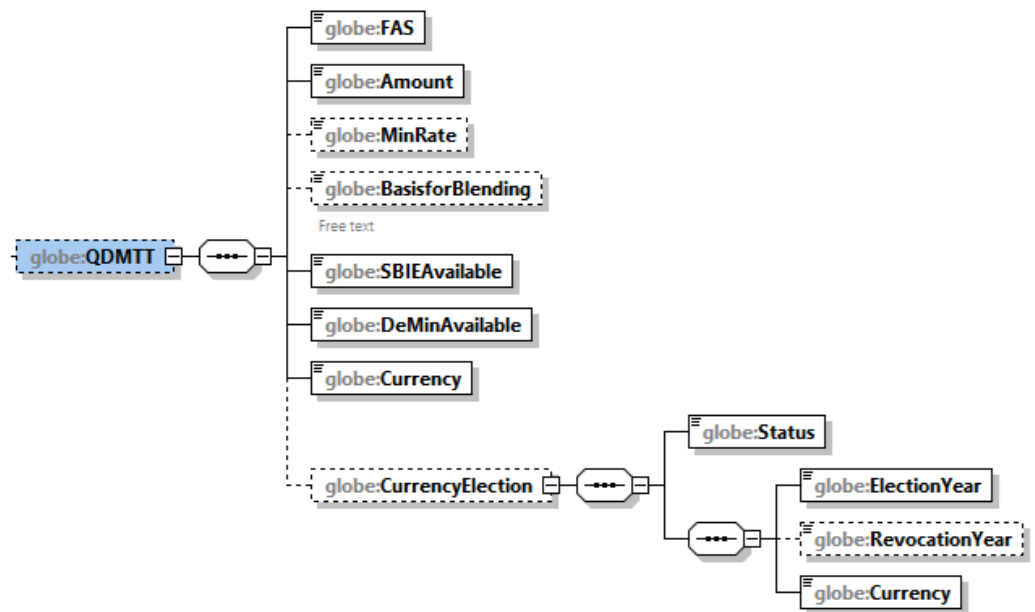 globe:FAS
globe:Amount
globe:MinRate
globe:BasisforBlending
Free text
globe:QDMTT
globe:SBIEAvailable
globe:DeMinAvailable
globe:Currency
globe:Status
globe:CurrencyElection
globe:ElectionYear
globe:RevocationYear
globe:Currency